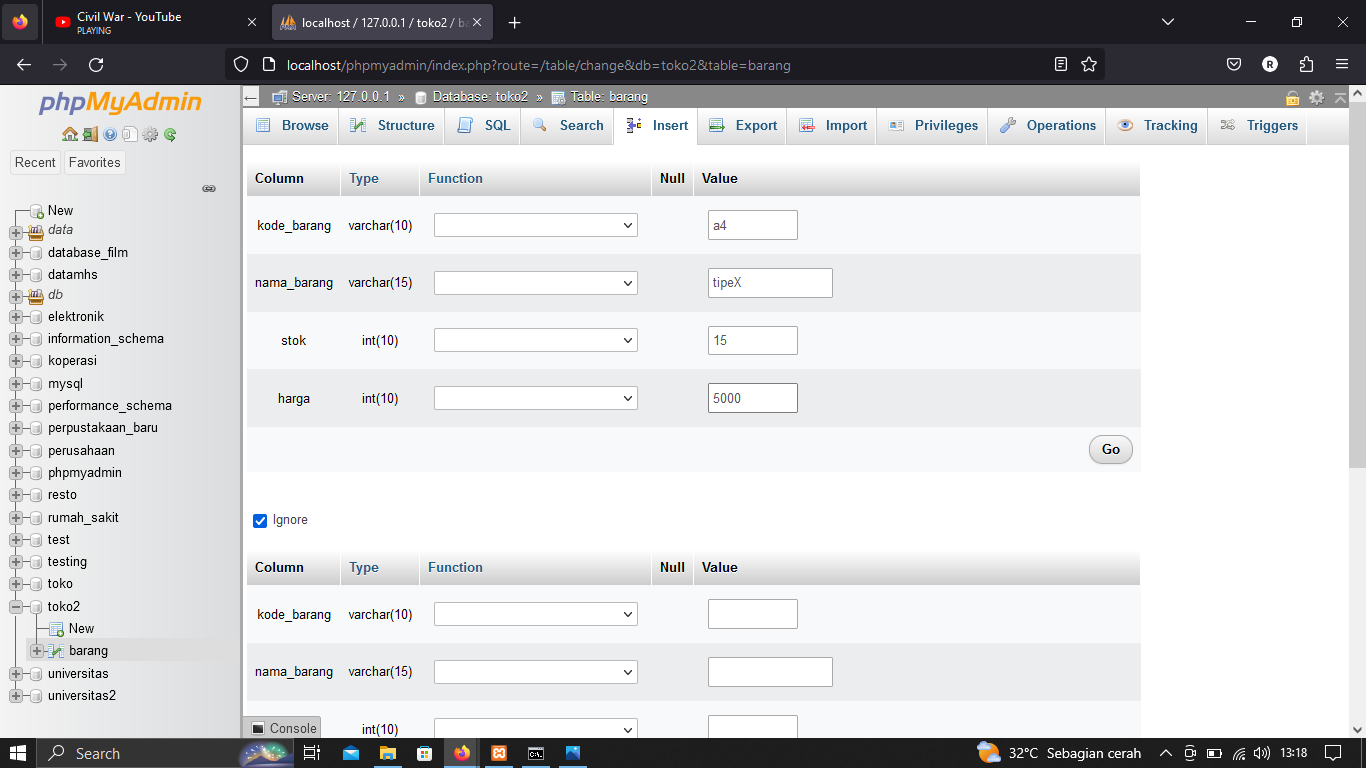 Civil War - YouTube
PLAYING
localhost / 127.0.0.1 / toko2 / ba
localhost/phpmyadmin/index.php?route=/table/change&db=toko2&table=barang
R
phpMyAdmin
Recent
Favorites
New
data
database_film
datamhs
db
elektronik
information_schema
koperasi
mysql
performance_schema
perpustakaan_baru
perusahaan
phpmyadmin
resto
rumah_sakit
test
testing
toko
toko2
New
barang
universitas
universitas2
Server: 127.0.0.1 » Database: toko2 » Table: barang
Browse Structure SQL Search Insert Export Import Privileges Operations Tracking Triggers
Column Type Function Null Value
kode_barang varchar(10) a4
nama_barang varchar(15) tipeX
stok int(10) 15
harga int(10) 5000
Go
Ignore
Column Type Function Null Value
kode_barang varchar(10)
nama_barang varchar(15)
int(10)
Console
Search
32°C Sebagian cerah
13:18